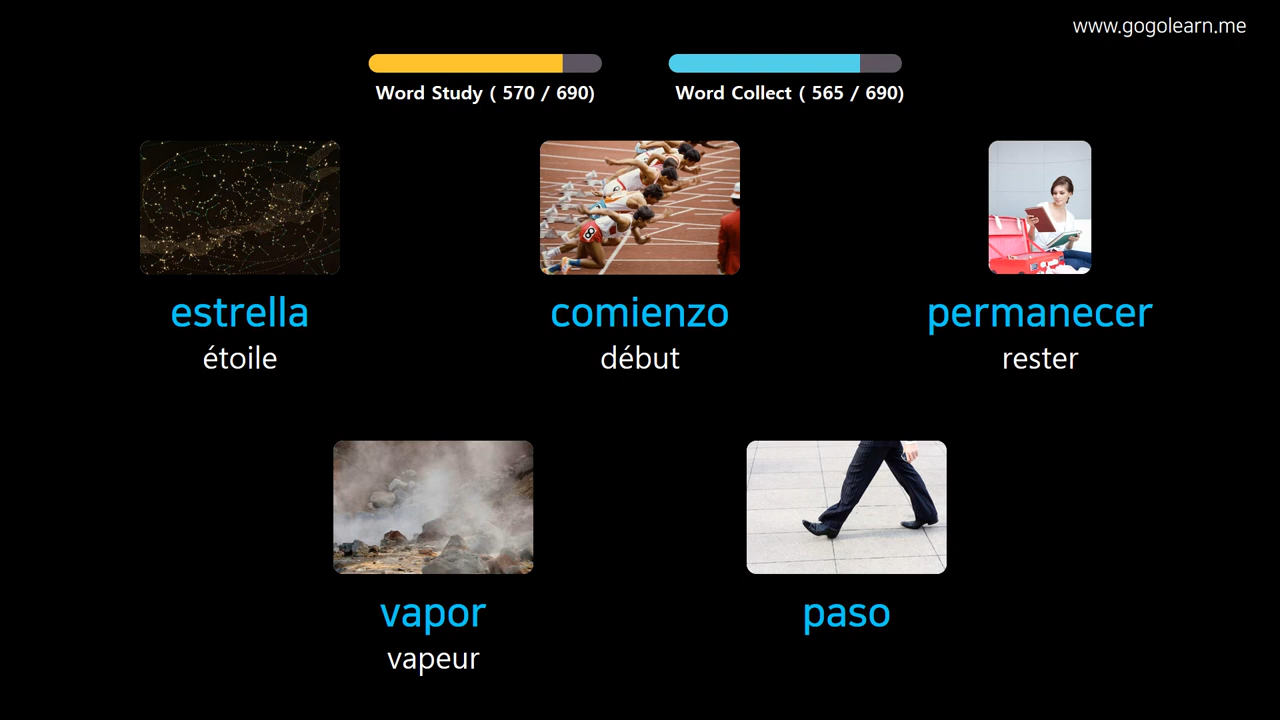 www.gogolearn.me
Word Study ( 570 / 690)
Word Collect ( 565 / 690)
estrella
étoile
comienzo
début
permanecer
rester
vapor
vapeur
paso